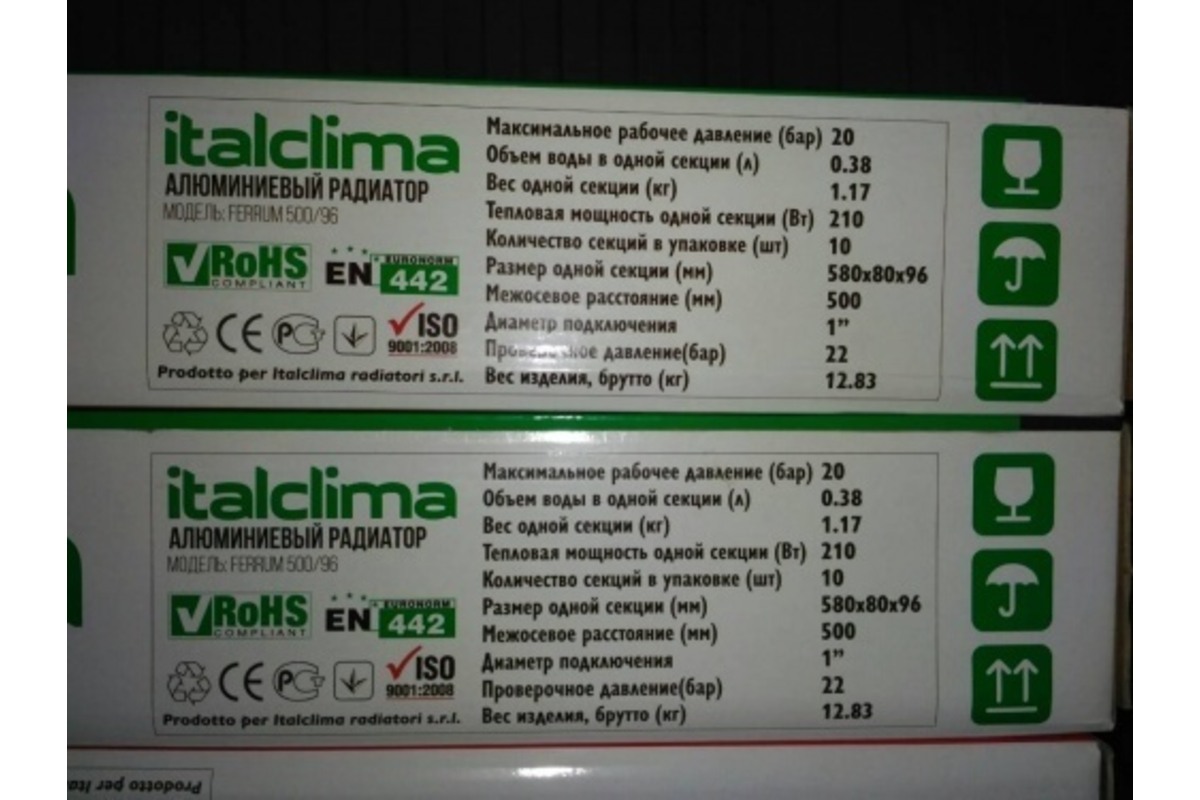 italclima
АЛЮМИНИЕВЫЙ РАДИАТОР
МОДЕЛЬ: FERRUM 500/96
RoHS
COMPLIANT
EN
EURONORM
442
PC
ISO
9001:2008
Prodotto per Italclima radiatori s.r.l.
Максимальное рабочее давление (бар) 20
Объем воды в одной секции (л) 0.38
Вес одной секции (кг) 1.17
Тепловая мощность одной секции (Вт) 210
Количество секций в упаковке (шт) 10
Размер одной секции (мм) 580x80x96
Межосевое расстояние (мм) 500
Диаметр подключения 1”
Проверочное давление(бар) 22
Вес изделия, брутто (кг) 12.83
italclima
АЛЮМИНИЕВЫЙ РАДИАТОР
МОДЕЛЬ: FERRUM 500/96
RoHS
COMPLIANT
EN
EURONORM
442
PC
ISO
9001:2008
Prodotto per Italclima radiatori s.r.l.
Максимальное рабочее давление (бар) 20
Объем воды в одной секции (л) 0.38
Вес одной секции (кг) 1.17
Тепловая мощность одной секции (Вт) 210
Количество секций в упаковке (шт) 10
Размер одной секции (мм) 580x80x96
Межосевое расстояние (мм) 500
Диаметр подключения 1”
Проверочное давление(бар) 22
Вес изделия, брутто (кг) 12.83
Prodotto per Ita